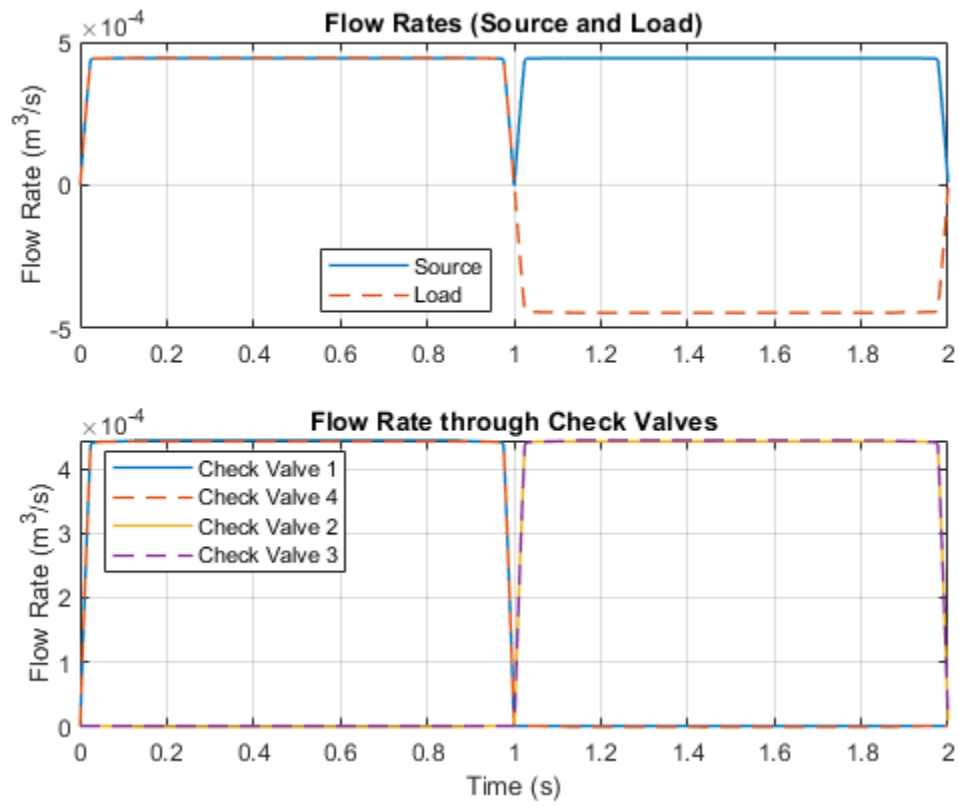 Flow Rates (Source and Load)
×10^-4
Flow Rate (m^3/s)
5
0
-5
Source
Load
0 0.2 0.4 0.6 0.8 1 1.2 1.4 1.6 1.8 2
Flow Rate through Check Valves
×10^-4
Flow Rate (m^3/s)
4
3
2
1
0
Check Valve 1
Check Valve 4
Check Valve 2
Check Valve 3
0 0.2 0.4 0.6 0.8 1 1.2 1.4 1.6 1.8 2
Time (s)